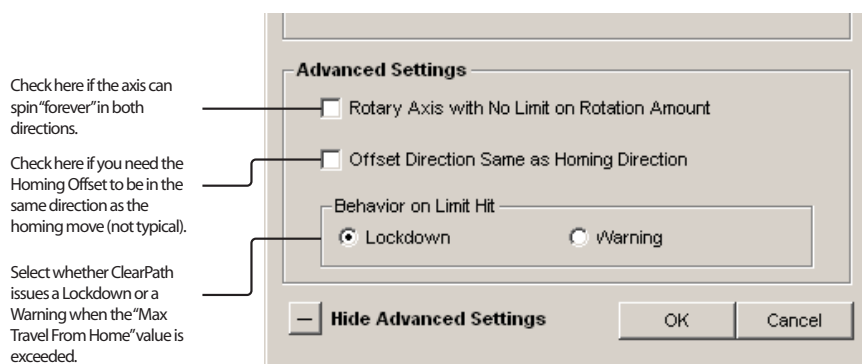 Check here if the axis can
spin "forever" in both
directions.
Check here if you need the
Homing Offset to be in the
same direction as the
homing move (not typical).
Select whether ClearPath
issues a Lockdown or a
Warning when the "Max
Travel From Home" value is
exceeded.
Advanced Settings
Rotary Axis with No Limit on Rotation Amount
Offset Direction Same as Homing Direction
Behavior on Limit Hit
Lockdown Warning
Hide Advanced Settings OK Cancel